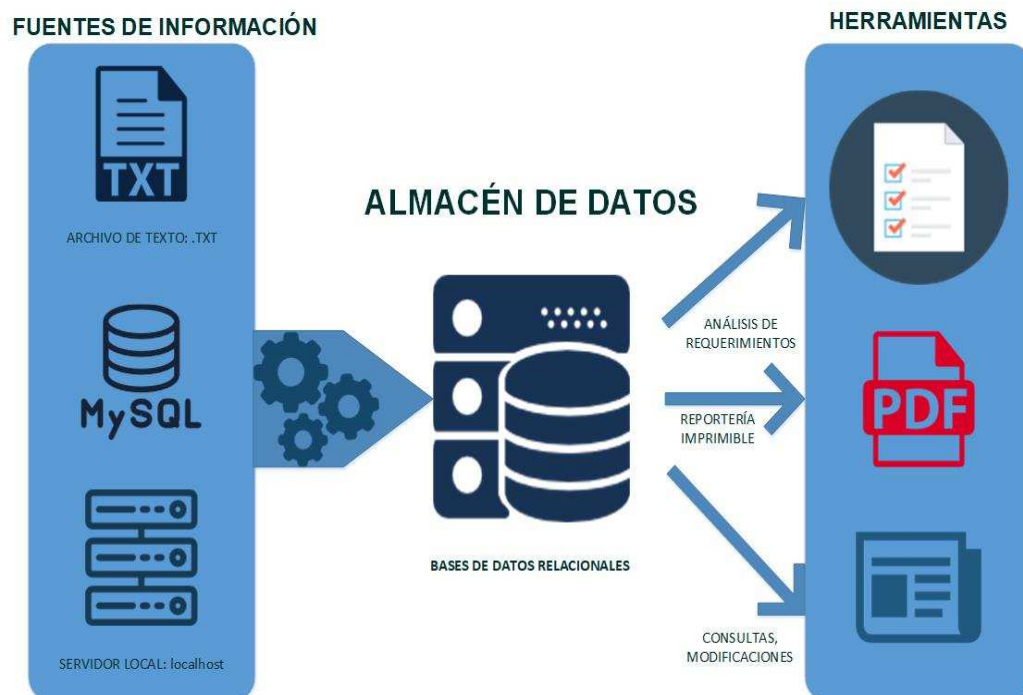 FUENTES DE INFORMACIÓN
TXT
ARCHIVO DE TEXTO: .TXT
MySQL
SERVIDOR LOCAL: localhost
ALMACÉN DE DATOS
BASES DE DATOS RELACIONALES
ANÁLISIS DE
REQUERIMIENTOS
REPORTERÍA
IMPRIMIBLE
CONSULTAS,
MODIFICACIONES
HERRAMIENTAS
PDF